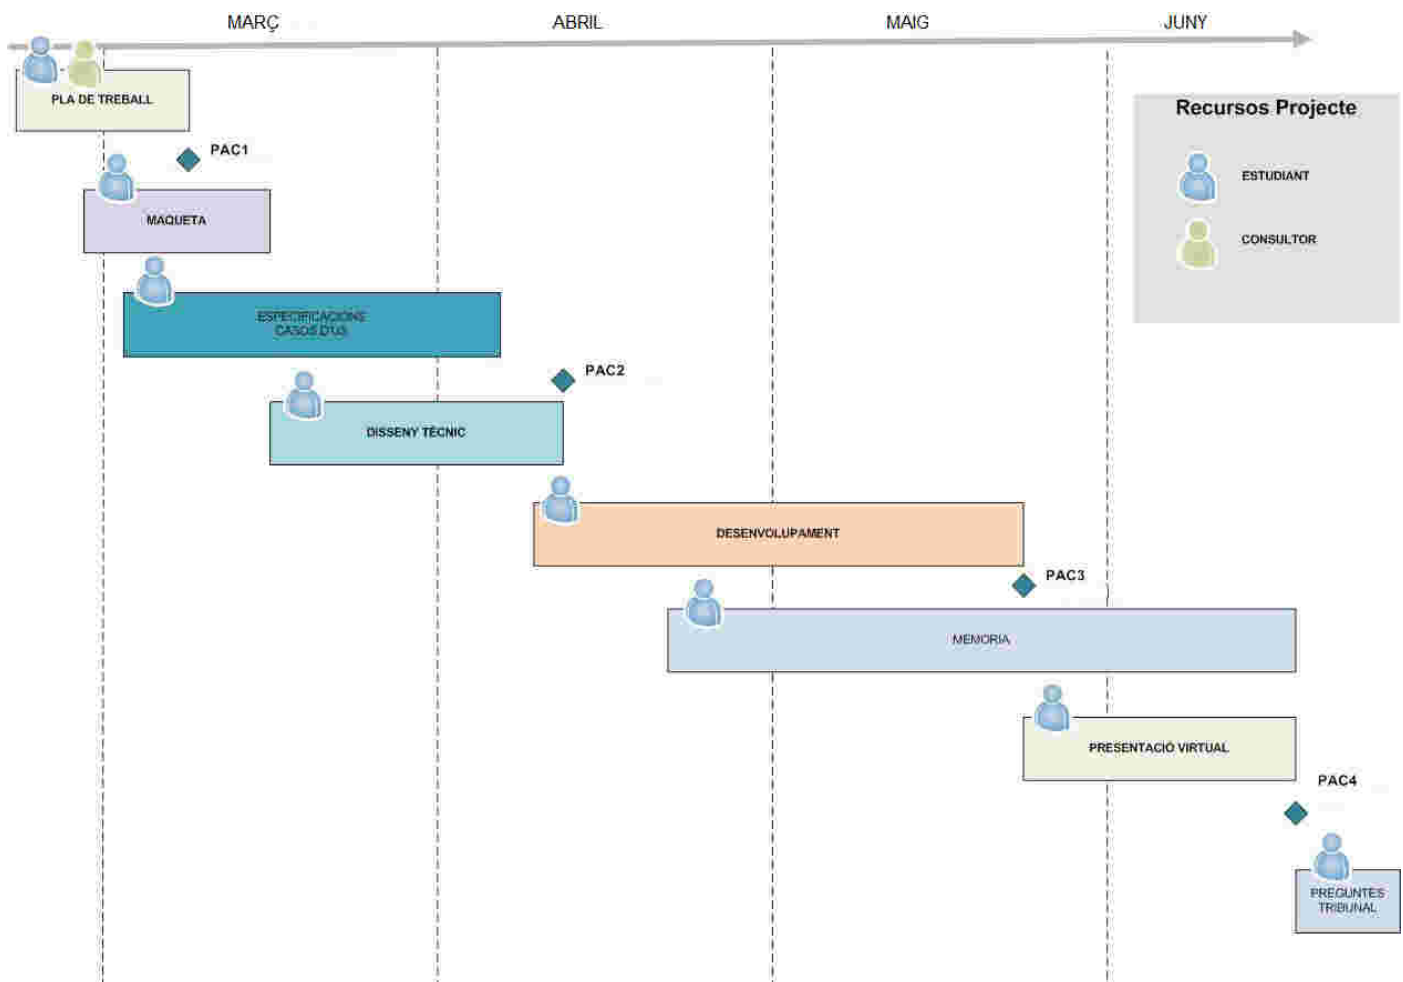 MARÇ ABRIL MAIG JUNY
PLA DE TREBALL
Recursos Projecte
PAC1
ESTUDIANT
MAQUETA
CONSULTOR
ESPECIFICACIONS
CASOS D'ÚS
PAC2
DISSENY TÈCNIC
DESENVOLUPAMENT
PAC3
MEMORIA
PRESENTACIÓ VIRTUAL
PAC4
PREGUNTES
TRIBUNAL